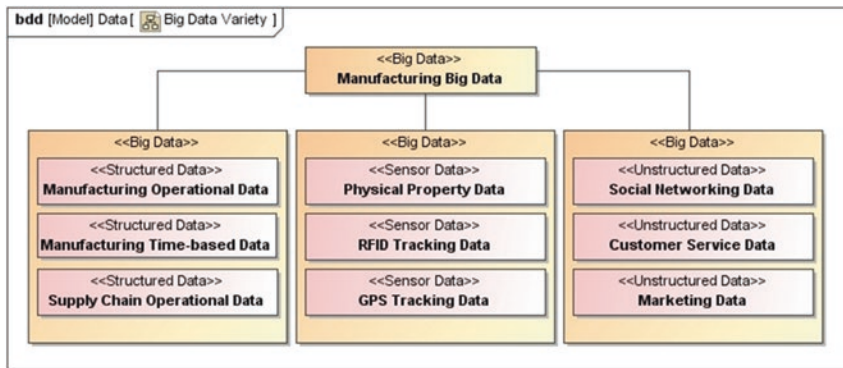 bdd [Model] Data [ Big Data Variety ]
<<Big Data>>
Manufacturing Big Data
<<Big Data>>
<<Structured Data>>
Manufacturing Operational Data
<<Structured Data>>
Manufacturing Time-based Data
<<Structured Data>>
Supply Chain Operational Data
<<Big Data>>
<<Sensor Data>>
Physical Property Data
<<Sensor Data>>
RFID Tracking Data
<<Sensor Data>>
GPS Tracking Data
<<Big Data>>
<<Unstructured Data>>
Social Networking Data
<<Unstructured Data>>
Customer Service Data
<<Unstructured Data>>
Marketing Data